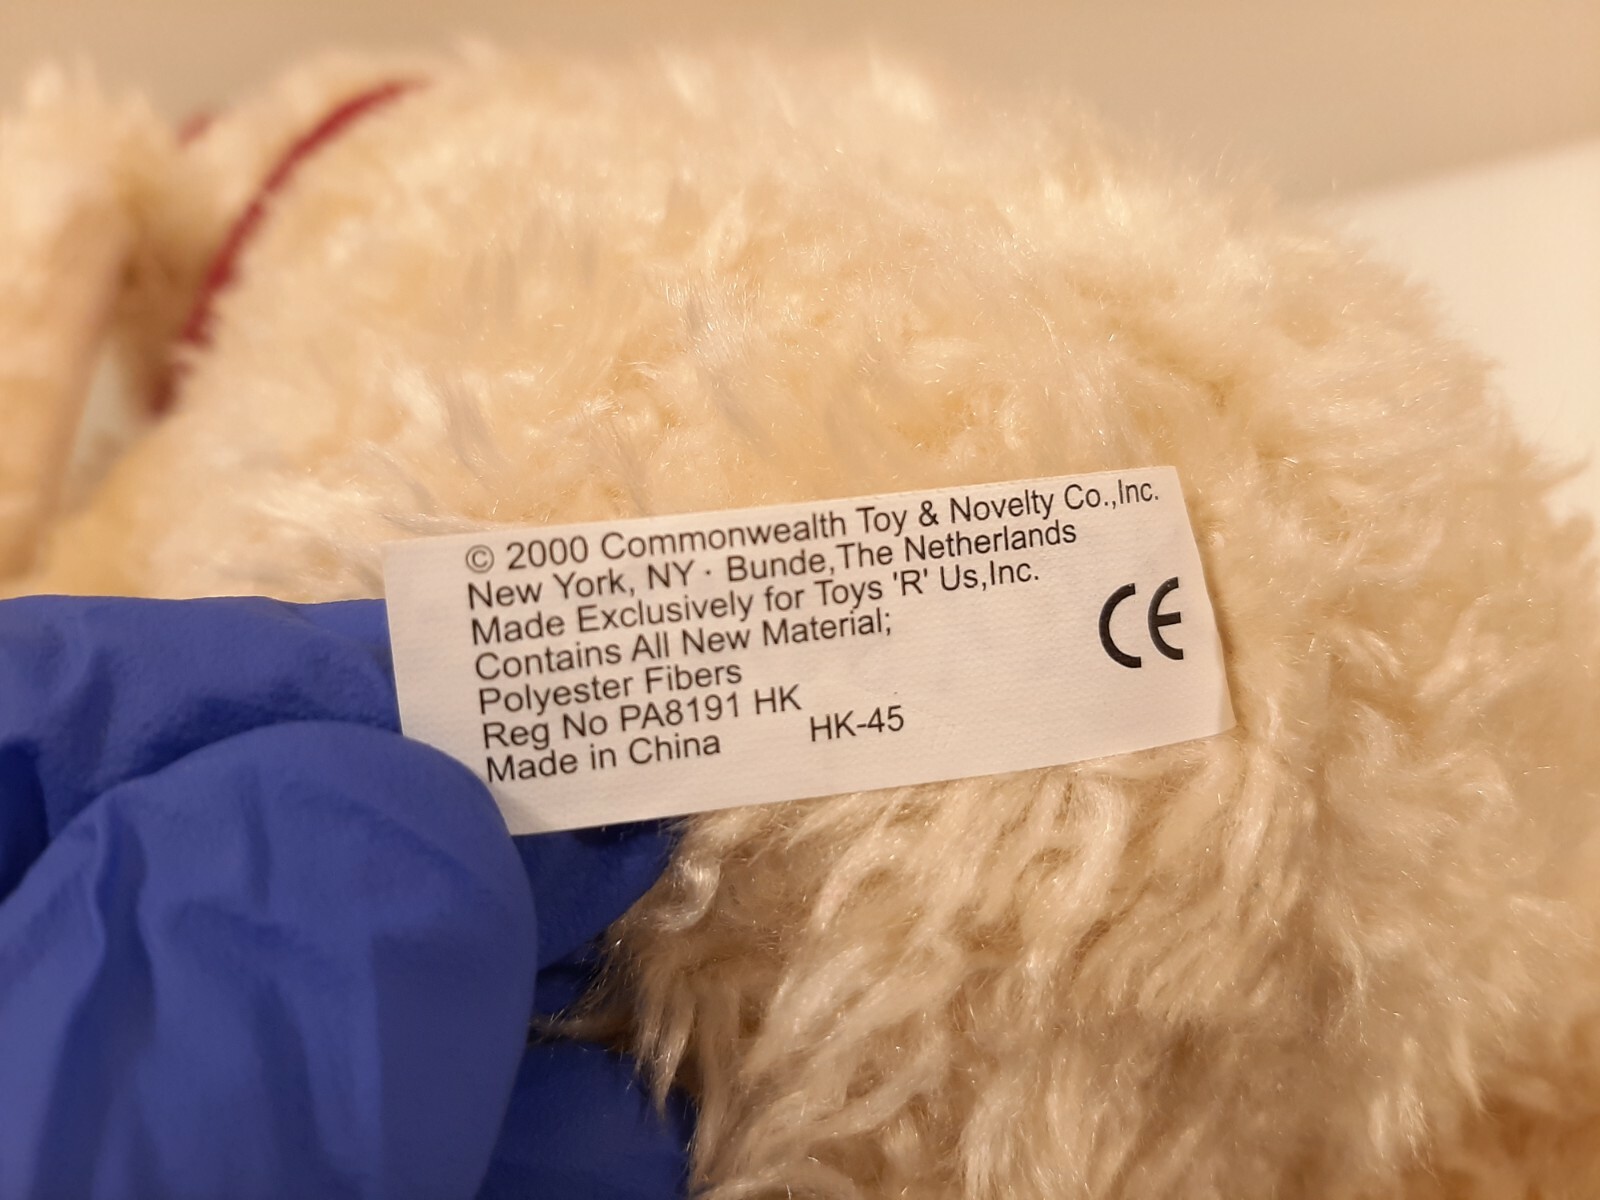 © 2000 Commonwealth Toy & Novelty Co.,Inc.
New York, NY · Bunde,The Netherlands
Made Exclusively for Toys 'R' Us,Inc.
Contains All New Material;
Polyester Fibers
Reg No PA8191 HK
Made in China HK-45
CE